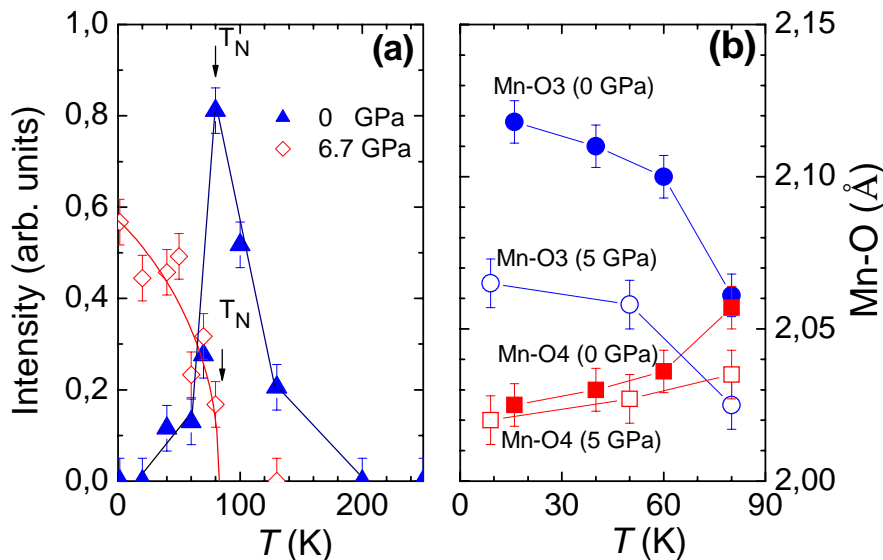 (a)
T_N
0 GPa
6.7 GPa
T_N
Intensity (arb. units)
1,0
0,8
0,6
0,4
0,2
0,0
0
100
200
T (K)
(b)
Mn-O3 (0 GPa)
Mn-O3 (5 GPa)
Mn-O4 (0 GPa)
Mn-O4 (5 GPa)
2,15
2,10
2,05
2,00
Mn-O (Å)
0
30
60
90
T (K)